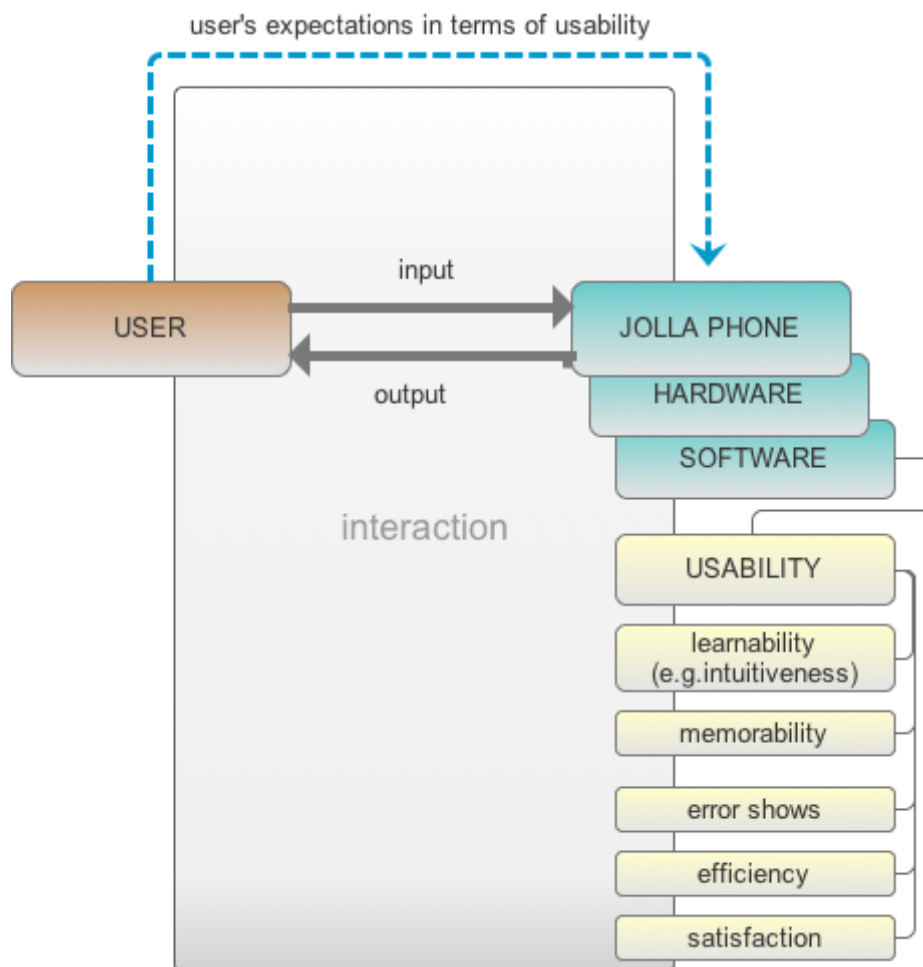 user's expectations in terms of usability
input
USER
JOLLA PHONE
output
HARDWARE
SOFTWARE
interaction
USABILITY
learnability
(e.g.intuitiveness)
memorability
error shows
efficiency
satisfaction